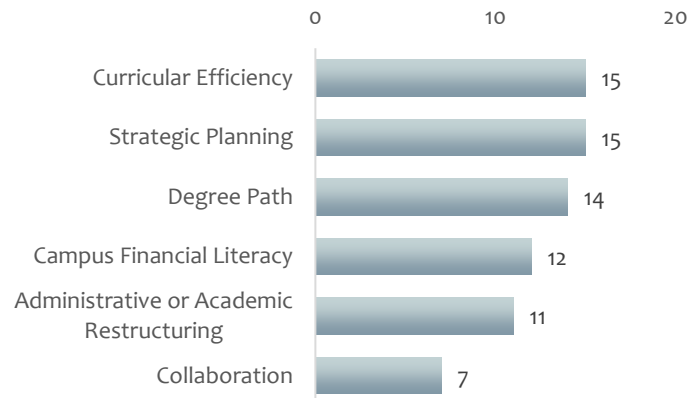 0 10 20
Curricular Efficiency 15
Strategic Planning 15
Degree Path 14
Campus Financial Literacy 12
Administrative or Academic
Restructuring 11
Collaboration 7